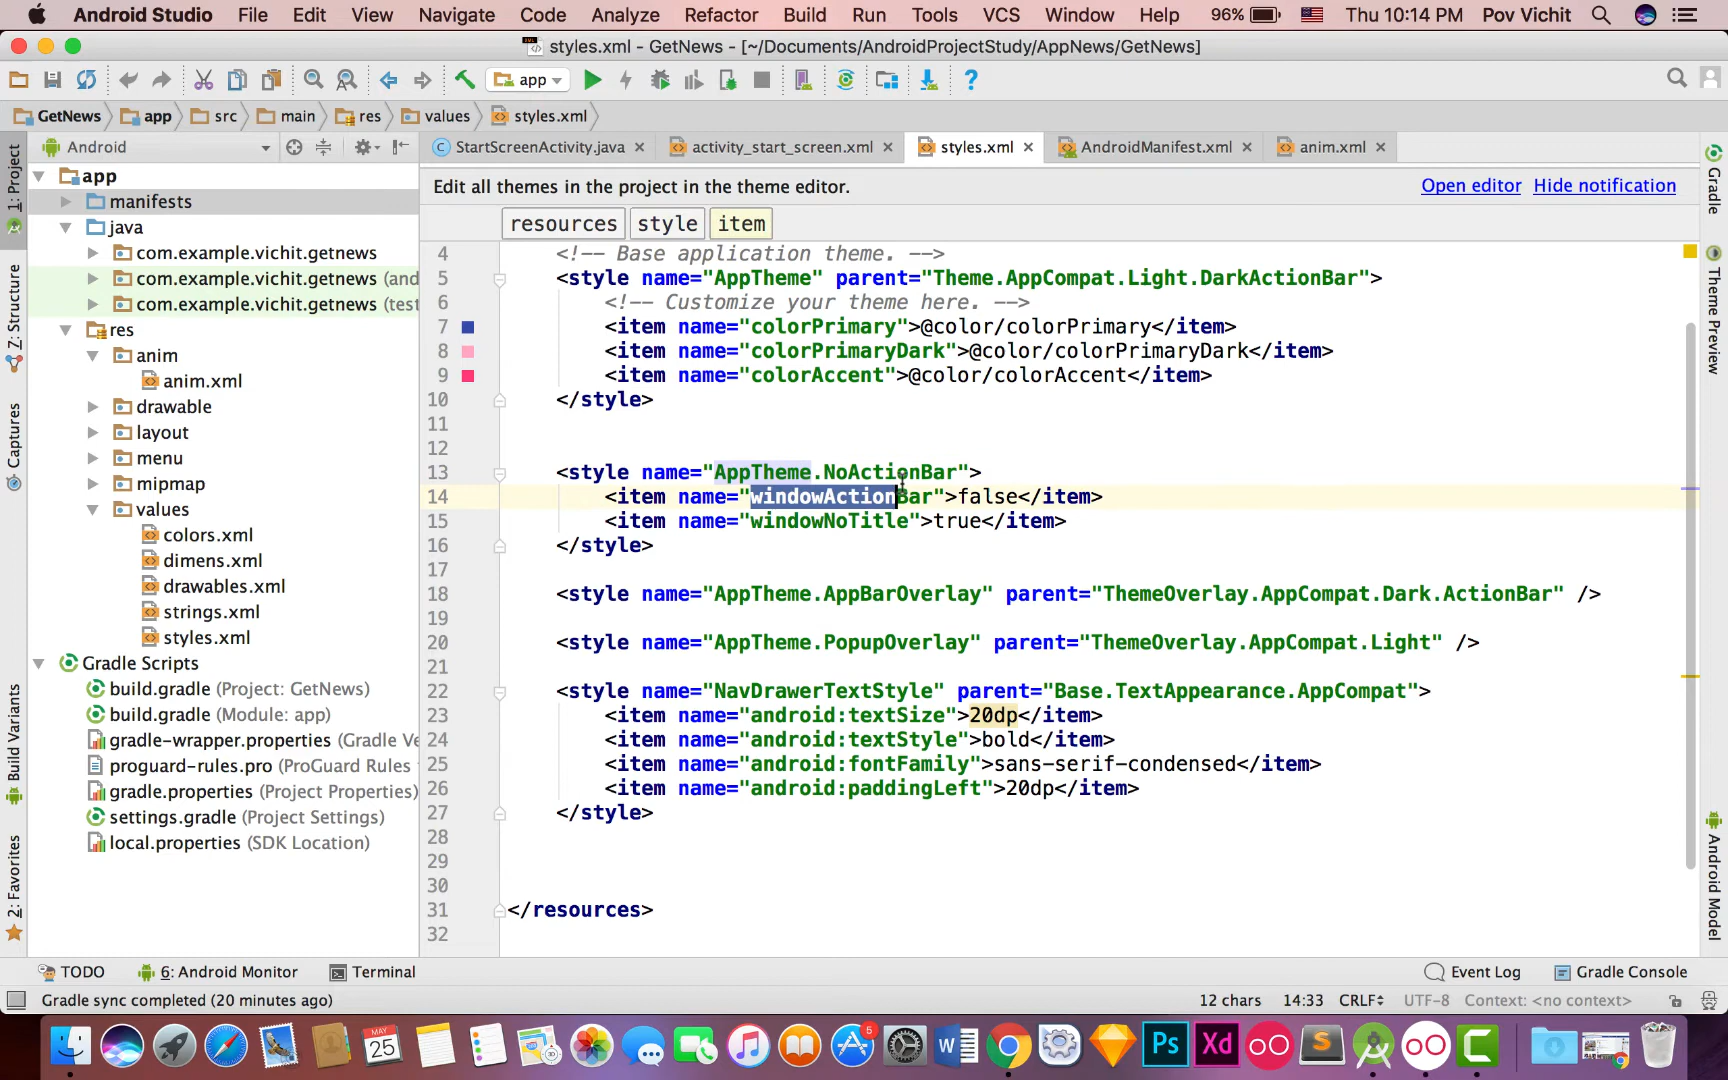 Android Studio File Edit View Navigate Code Analyze Refactor Build Run Tools VCS Window Help 96% Thu 10:14 PM Pov Vichit
styles.xml - GetNews - [~/Documents/AndroidProjectStudy/AppNews/GetNews]
app
GetNews app src main res values styles.xml
Android
StartScreenActivity.java activity_start_screen.xml styles.xml AndroidManifest.xml anim.xml
Edit all themes in the project in the theme editor. Open editor Hide notification
resources style item
1: Project
Z: Structure
Captures
Build Variants
2: Favorites
app
manifests
java
com.example.vichit.getnews
com.example.vichit.getnews (and
com.example.vichit.getnews (test
res
anim
anim.xml
drawable
layout
menu
mipmap
values
colors.xml
dimens.xml
drawables.xml
strings.xml
styles.xml
Gradle Scripts
build.gradle (Project: GetNews)
build.gradle (Module: app)
gradle-wrapper.properties (Gradle Ve
proguard-rules.pro (ProGuard Rules
gradle.properties (Project Properties)
settings.gradle (Project Settings)
local.properties (SDK Location)
4 <!-- Base application theme. -->
5 <style name="AppTheme" parent="Theme.AppCompat.Light.DarkActionBar">
6 <!-- Customize your theme here. -->
7 <item name="colorPrimary">@color/colorPrimary</item>
8 <item name="colorPrimaryDark">@color/colorPrimaryDark</item>
9 <item name="colorAccent">@color/colorAccent</item>
10 </style>
11
12
13 <style name="AppTheme.NoActionBar">
14 <item name="windowActionBar">false</item>
15 <item name="windowNoTitle">true</item>
16 </style>
17
18 <style name="AppTheme.AppBarOverlay" parent="ThemeOverlay.AppCompat.Dark.ActionBar" />
19
20 <style name="AppTheme.PopupOverlay" parent="ThemeOverlay.AppCompat.Light" />
21
22 <style name="NavDrawerTextStyle" parent="Base.TextAppearance.AppCompat">
23 <item name="android:textSize">20dp</item>
24 <item name="android:textStyle">bold</item>
25 <item name="android:fontFamily">sans-serif-condensed</item>
26 <item name="android:paddingLeft">20dp</item>
27 </style>
28
29
30
31 </resources>
32
Gradle
Theme Preview
Android Model
TODO 6: Android Monitor Terminal Event Log Gradle Console
Gradle sync completed (20 minutes ago) 12 chars 14:33 CRLF UTF-8 Context: <no context>
MAY
25
5
W
Ps
Xd
S
C